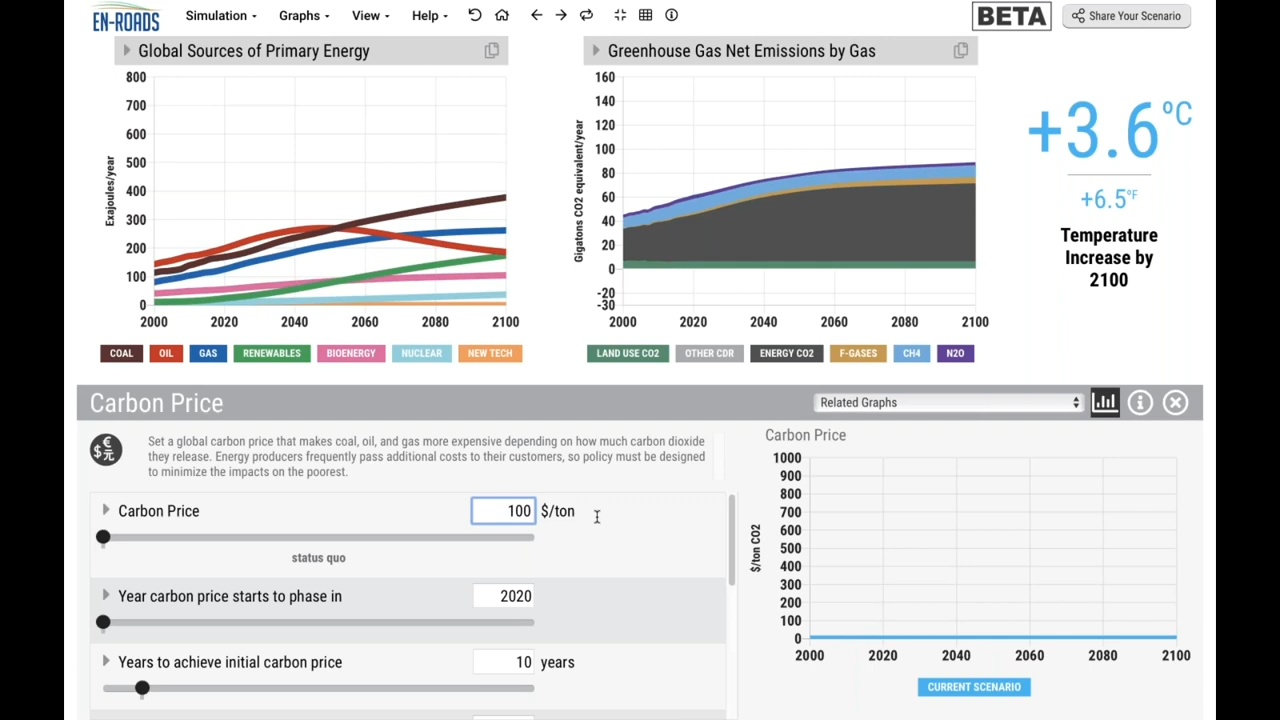 EN-ROADS
Simulation
Graphs
View
Help
BETA
Share Your Scenario
Global Sources of Primary Energy
Exajoules/year
800
700
600
500
400
300
200
100
0
2000 2020 2040 2060 2080 2100
COAL OIL GAS RENEWABLES BIOENERGY NUCLEAR NEW TECH
Greenhouse Gas Net Emissions by Gas
Gigatons CO2 equivalent/year
160
140
120
100
80
60
40
20
0
-20
-30
2000 2020 2040 2060 2080 2100
LAND USE CO2 OTHER CDR ENERGY CO2 F-GASES CH4 N2O
+3.6 ºC
+6.5 °F
Temperature
Increase by
2100
Carbon Price
Related Graphs
$ € 元
Set a global carbon price that makes coal, oil, and gas more expensive depending on how much carbon dioxide
they release. Energy producers frequently pass additional costs to their customers, so policy must be designed
to minimize the impacts on the poorest.
Carbon Price 100 $/ton
status quo
Year carbon price starts to phase in 2020
Years to achieve initial carbon price 10 years
Carbon Price
$/ton CO2
1000
900
800
700
600
500
400
300
200
100
0
2000 2020 2040 2060 2080 2100
CURRENT SCENARIO